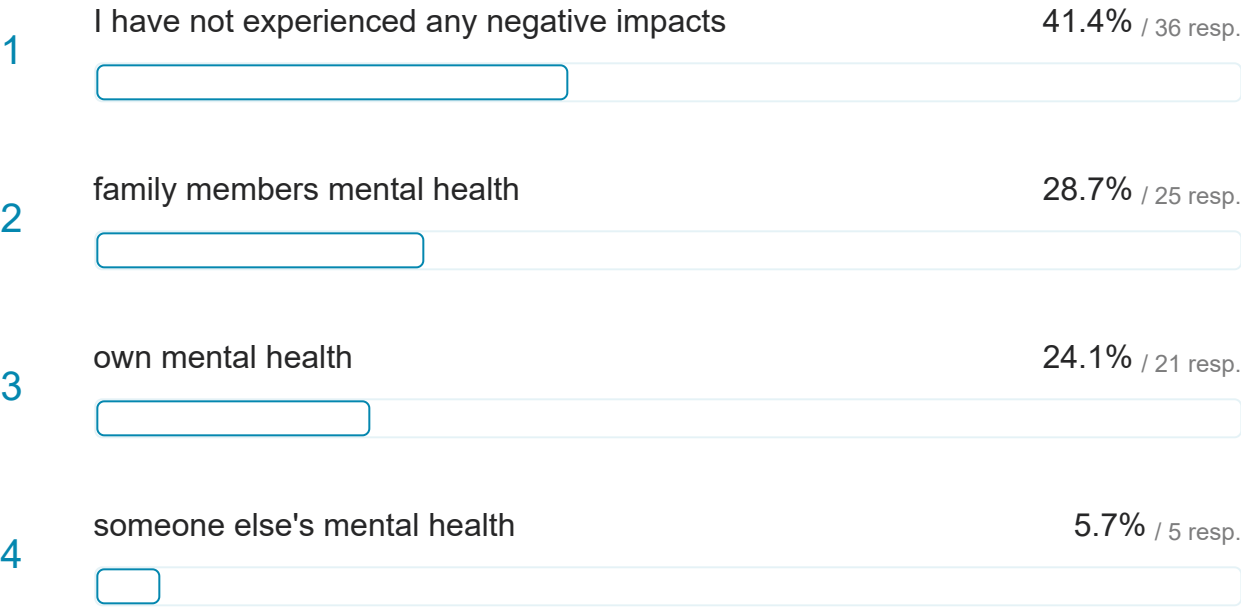 1
I have not experienced any negative impacts 41.4% / 36 resp.
2
family members mental health 28.7% / 25 resp.
3
own mental health 24.1% / 21 resp.
4
someone else's mental health 5.7% / 5 resp.